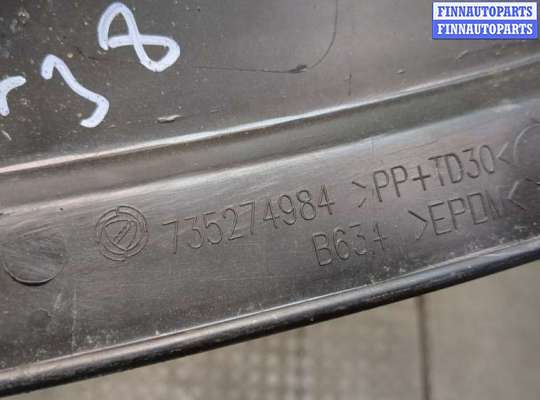 FINNAUTOPARTS
FINNAUTOPARTS
38
735274984 >PP+TD30<
B634 >EPDM<